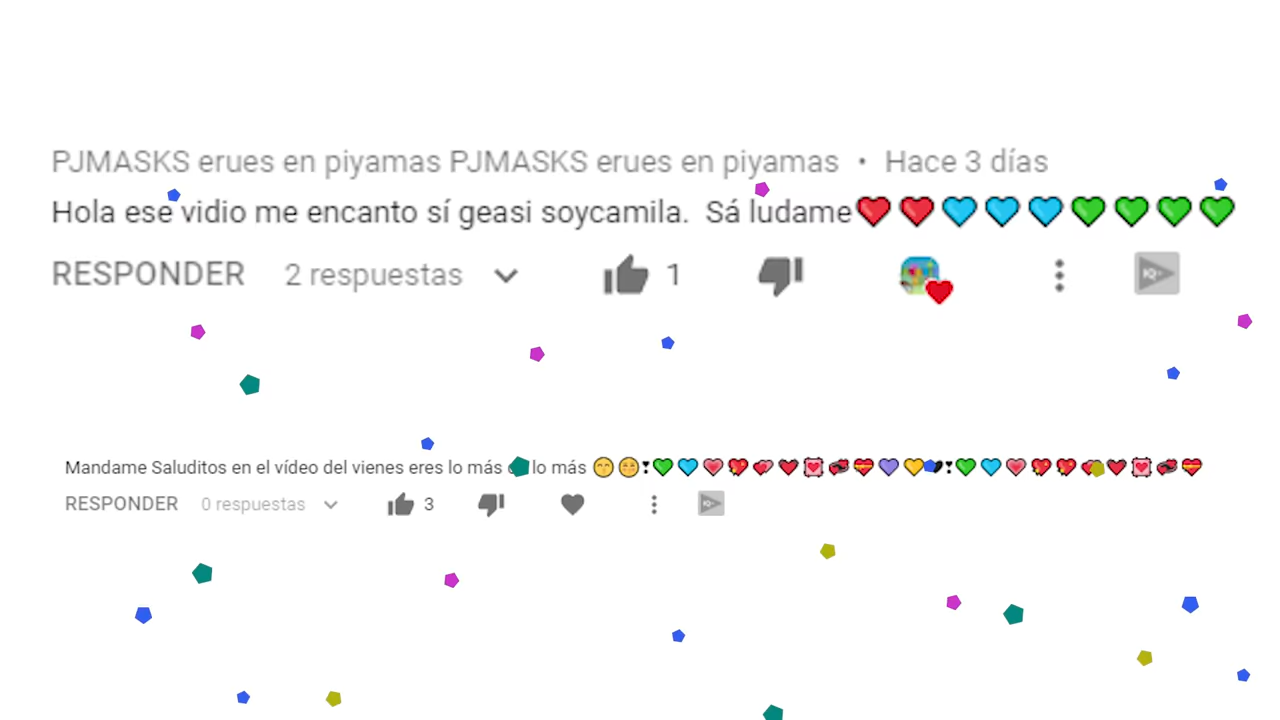 PJMASKS erues en piyamas PJMASKS erues en piyamas • Hace 3 días
Hola ese vidio me encanto sí geasi soycamila. Sá ludame❤️❤️💙💙💙💚💚💚💚
RESPONDER 2 respuestas 1
Mandame Saluditos en el vídeo del vienes eres lo más lo más
RESPONDER 0 respuestas 3